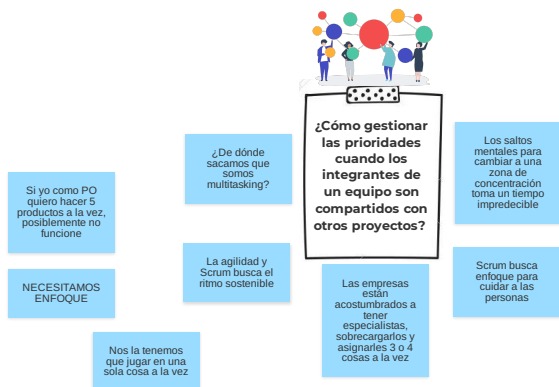 ¿Cómo gestionar
las prioridades
cuando los
integrantes de
un equipo son
compartidos con
otros proyectos?
¿De dónde
sacamos que
somos
multitasking?
Los saltos
mentales para
cambiar a una
zona de
concentración
toma un tiempo
impredecible
Si yo como PO
quiero hacer 5
productos a la vez,
posiblemente no
funcione
La agilidad y
Scrum busca el
ritmo sostenible
Scrum busca
enfoque para
cuidar a las
personas
NECESITAMOS
ENFOQUE
Las empresas
están
acostumbrados a
tener
especialistas,
sobrecargarlos y
asignarles 3 o 4
cosas a la vez
Nos la tenemos
que jugar en una
sola cosa a la vez